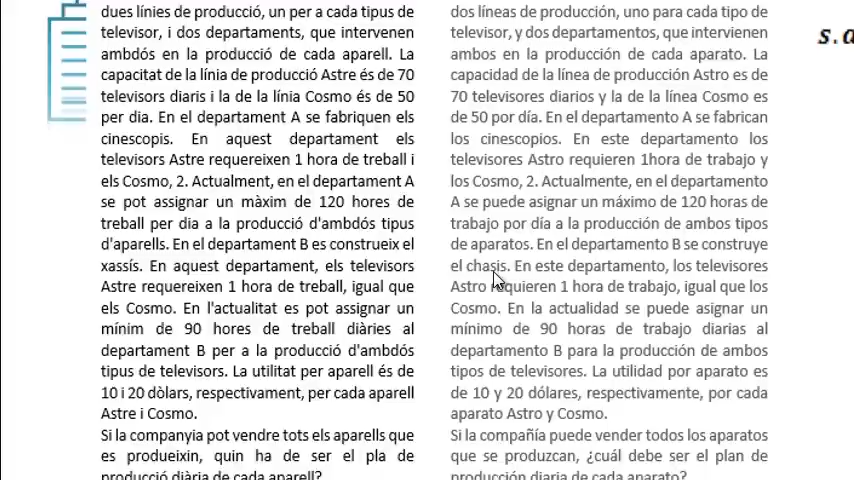 dues línies de producció, un per a cada tipus de
televisor, i dos departaments, que intervenen
ambdós en la producció de cada aparell. La
capacitat de la línia de producció Astre és de 70
televisors diaris i la de la línia Cosmo és de 50
per dia. En el departament A se fabriquen els
cinescopis. En aquest departament els
televisors Astre requereixen 1 hora de treball i
els Cosmo, 2. Actualment, en el departament A
se pot assignar un màxim de 120 hores de
treball per dia a la producció d'ambdós tipus
d'aparells. En el departament B es construeix el
xassís. En aquest departament, els televisors
Astre requereixen 1 hora de treball, igual que
els Cosmo. En l'actualitat es pot assignar un
mínim de 90 hores de treball diàries al
departament B per a la producció d'ambdós
tipus de televisors. La utilitat per aparell és de
10 i 20 dòlars, respectivament, per cada aparell
Astre i Cosmo.
Si la companyia pot vendre tots els aparells que
es produeixin, quin ha de ser el pla de
producció diària de cada aparell?
dos líneas de producción, uno para cada tipo de
televisor, y dos departamentos, que intervienen
ambos en la producción de cada aparato. La
capacidad de la línea de producción Astro es de
70 televisores diarios y la de la línea Cosmo es
de 50 por día. En el departamento A se fabrican
los cinescopios. En este departamento los
televisores Astro requieren 1hora de trabajo y
los Cosmo, 2. Actualmente, en el departamento
A se puede asignar un máximo de 120 horas de
trabajo por día a la producción de ambos tipos
de aparatos. En el departamento B se construye
el chasis. En este departamento, los televisores
Astro requieren 1 hora de trabajo, igual que los
Cosmo. En la actualidad se puede asignar un
mínimo de 90 horas de trabajo diarias al
departamento B para la producción de ambos
tipos de televisores. La utilidad por aparato es
de 10 y 20 dólares, respectivamente, por cada
aparato Astro y Cosmo.
Si la compañía puede vender todos los aparatos
que se produzcan, ¿cuál debe ser el plan de
producción diaria de cada aparato?